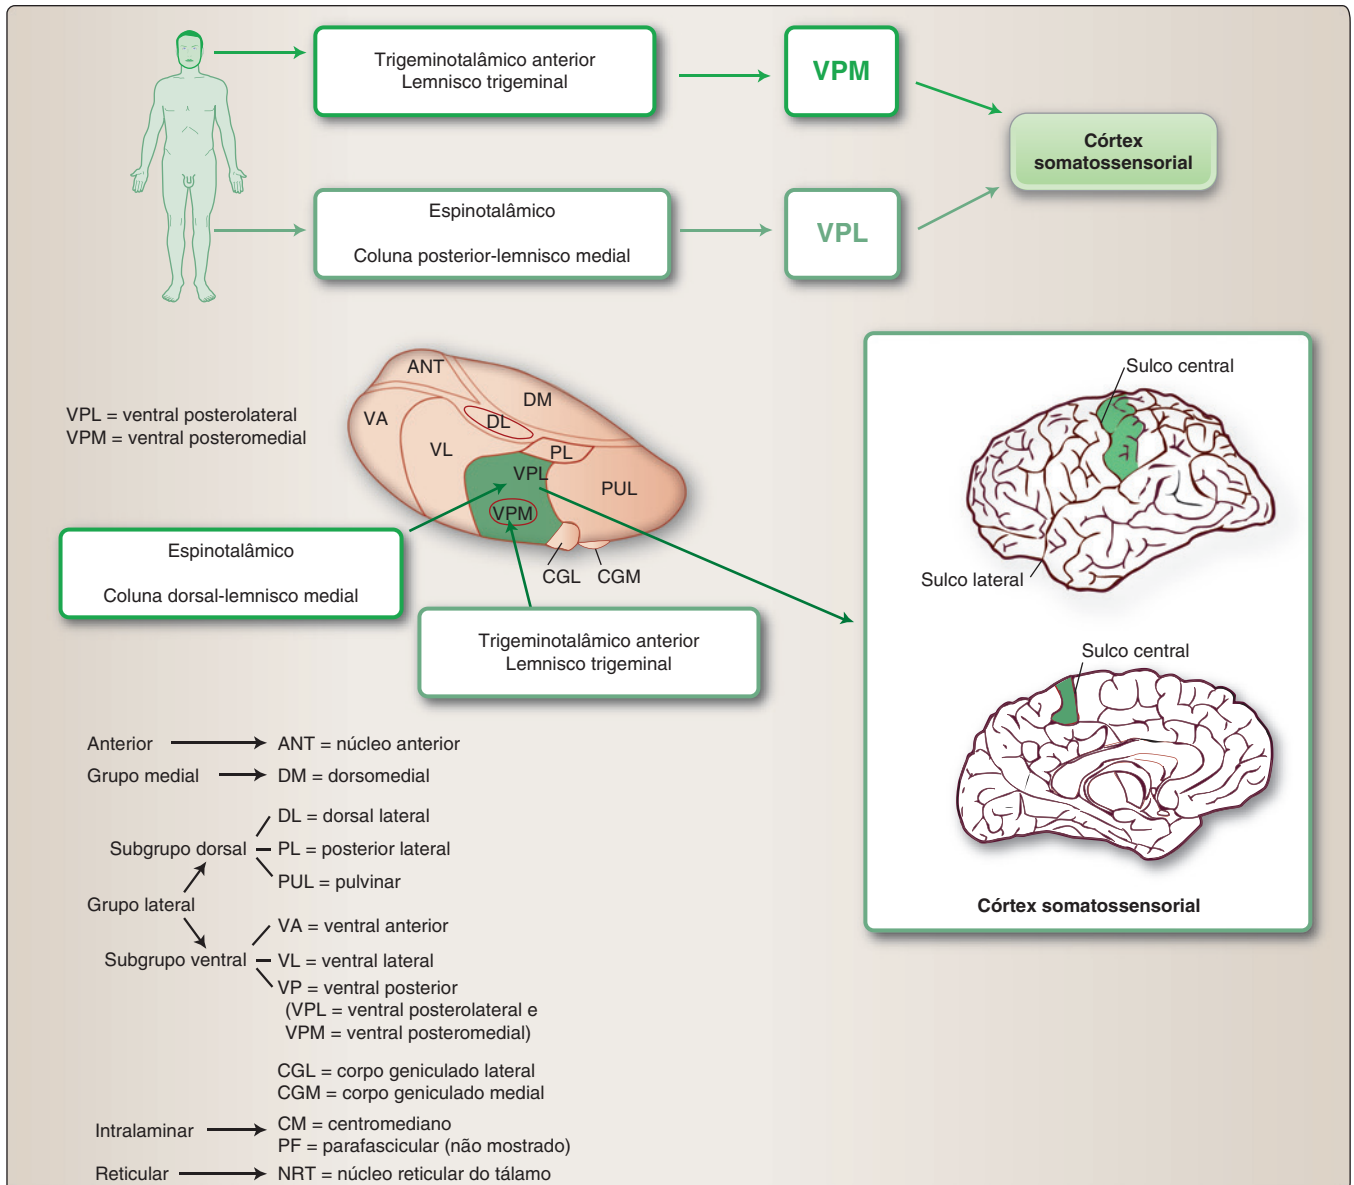 Trigeminotalâmico anterior
Lemnisco trigeminal
VPM
Córtex
somatossensorial
Espinotalâmico
Coluna posterior-lemnisco medial
VPL
VPL = ventral posterolateral
VPM = ventral posteromedial
ANT
DM
VA
DL
VL
PL
VPL
PUL
VPM
CGL
CGM
Espinotalâmico
Coluna dorsal-lemnisco medial
Trigeminotalâmico anterior
Lemnisco trigeminal
Sulco central
Sulco lateral
Sulco central
Córtex somatossensorial
Anterior
ANT = núcleo anterior
Grupo medial
DM = dorsomedial
DL = dorsal lateral
Subgrupo dorsal
PL = posterior lateral
PUL = pulvinar
Grupo lateral
VA = ventral anterior
Subgrupo ventral
VL = ventral lateral
VP = ventral posterior
(VPL = ventral posterolateral e
VPM = ventral posteromedial)
CGL = corpo geniculado lateral
CGM = corpo geniculado medial
Intralaminar
CM = centromediano
PF = parafascicular (não mostrado)
Reticular
NRT = núcleo reticular do tálamo